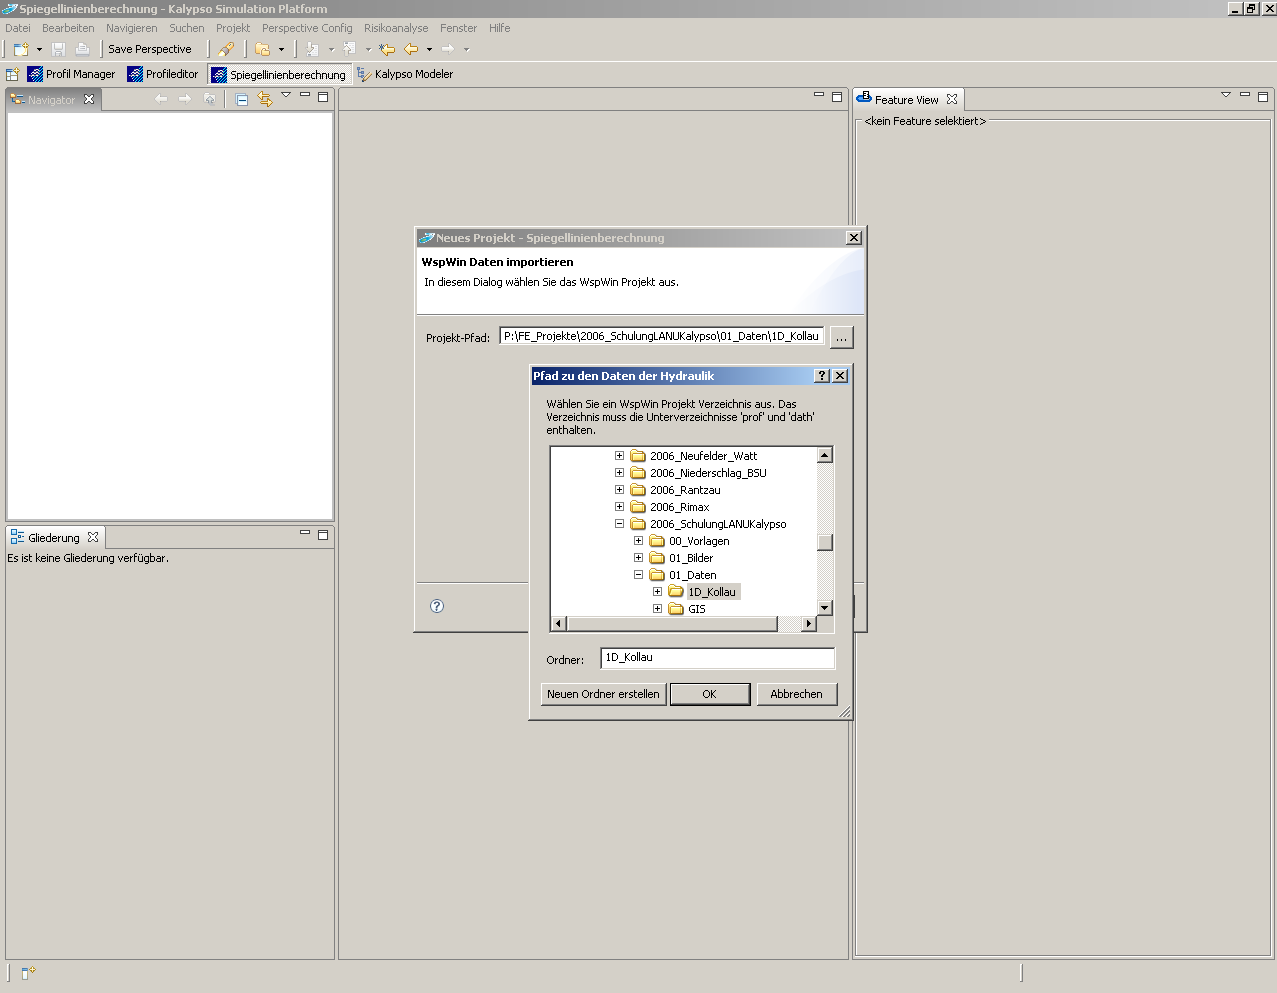 Spiegellinienberechnung - Kalypso Simulation Platform
Datei Bearbeiten Navigieren Suchen Projekt Perspective Config Risikoanalyse Fenster Hilfe
Save Perspective
Profil Manager Profileditor Spiegellinienberechnung Kalypso Modeler
Navigator
Feature View
<kein Feature selektiert>
Neues Projekt - Spiegellinienberechnung
WspWin Daten importieren
In diesem Dialog wählen Sie das WspWin Projekt aus.
Projekt-Pfad: P:\FE_Projekte\2006_SchulungLANUKalypso\01_Daten\1D_Kollau ...
Pfad zu den Daten der Hydraulik
Wählen Sie ein WspWin Projekt Verzeichnis aus. Das
Verzeichnis muss die Unterverzeichnisse 'prof' und 'dath'
enthalten.
2006_Neufelder_Watt
2006_Niederschlag_BSU
2006_Rantzau
2006_Rimax
2006_SchulungLANUKalypso
00_Vorlagen
01_Bilder
01_Daten
1D_Kollau
GIS
Ordner: 1D_Kollau
Neuen Ordner erstellen OK Abbrechen
Gliederung
Es ist keine Gliederung verfügbar.